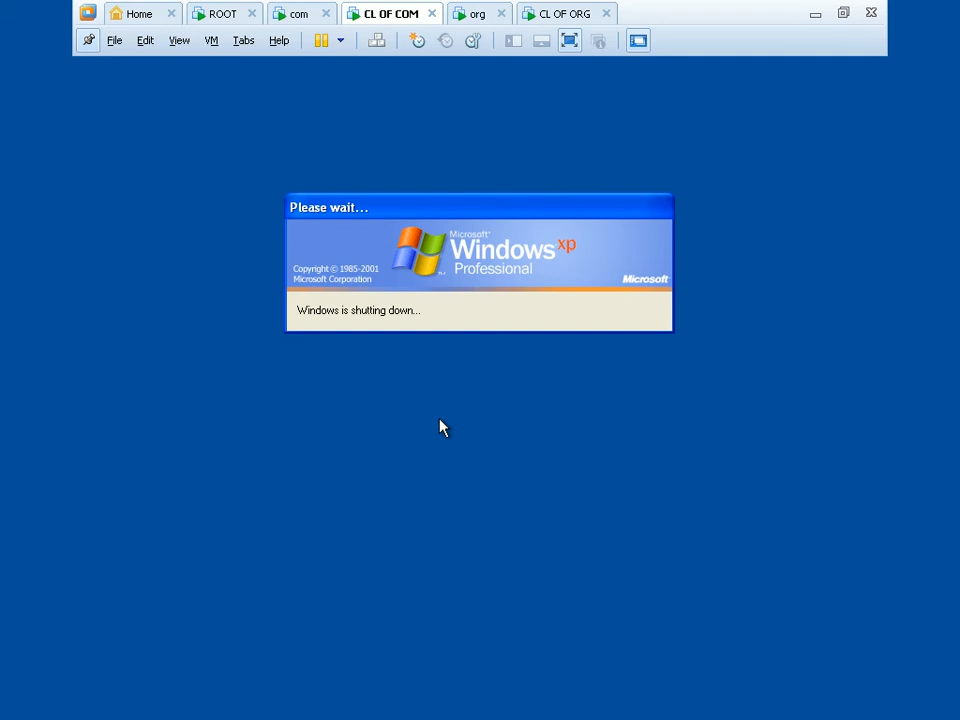 Home
ROOT
com
CL OF COM
org
CL OF ORG
File
Edit
View
VM
Tabs
Help
Please wait...
Microsoft®
Windows xp
Professional
Copyright © 1985-2001
Microsoft Corporation
Microsoft
Windows is shutting down...